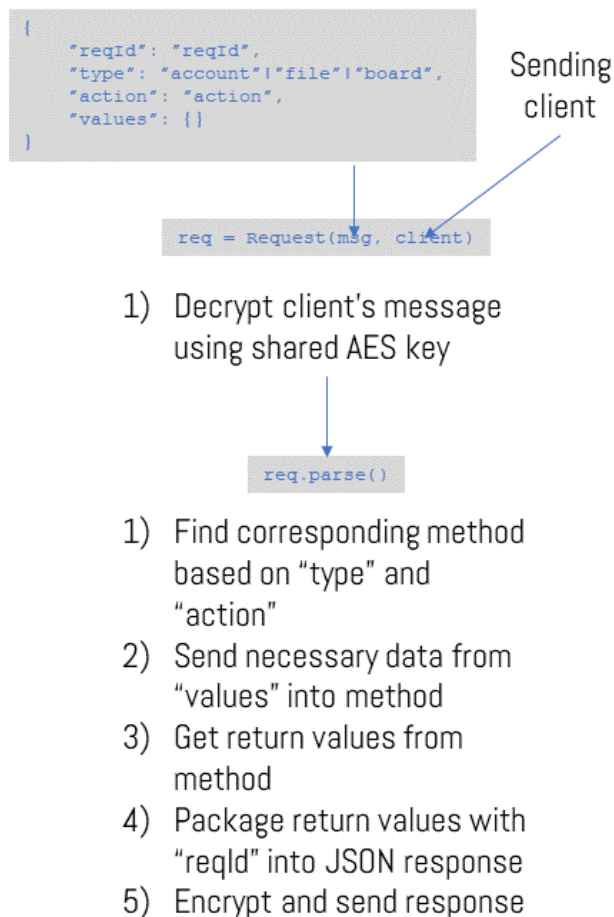 {
"reqId": "reqId",
"type": "account"|"file"|"board",
"action": "action",
"values": {}
}
Sending
client
req = Request(msg, client)
1) Decrypt client's message
using shared AES key
req.parse()
1) Find corresponding method
based on "type" and
"action"
2) Send necessary data from
"values" into method
3) Get return values from
method
4) Package return values with
"reqId" into JSON response
5) Encrypt and send response